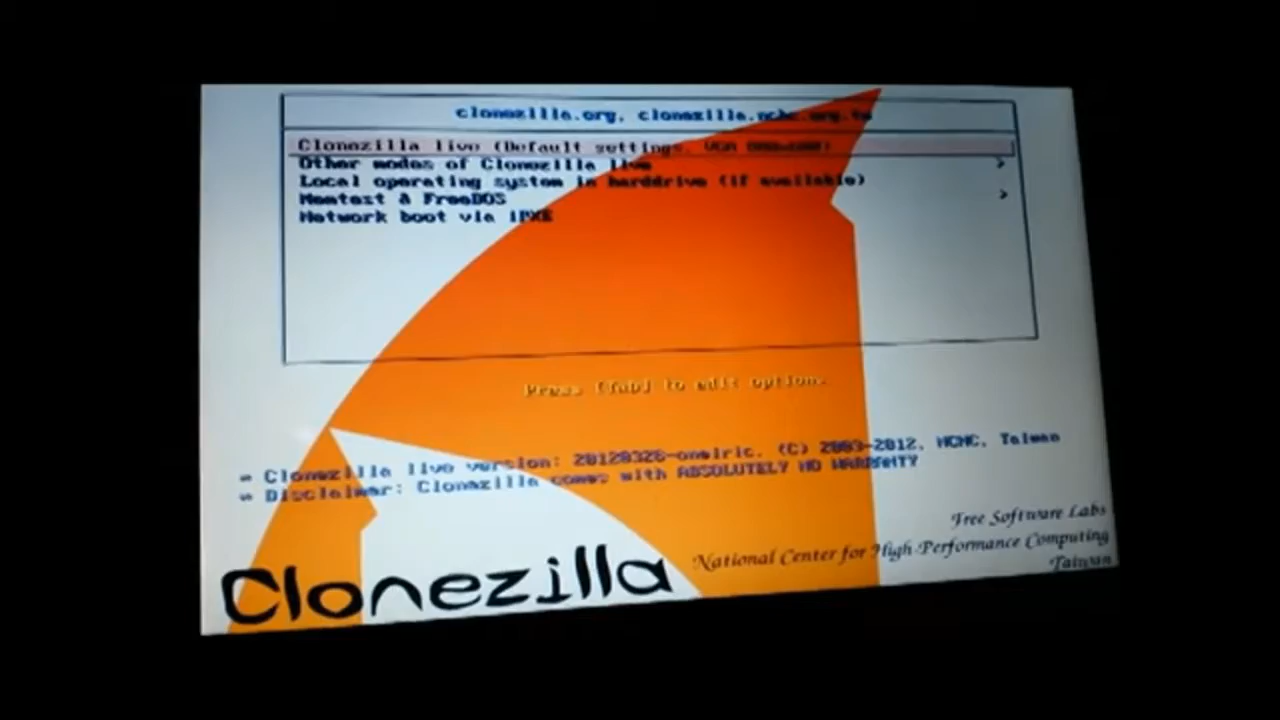 clonezilla.org, clonezilla.nchc.org.tw
Clonezilla live (Default settings, VGA 800x600)
Other modes of Clonezilla live >
Local operating system in harddrive (if available)
Memtest & FreeDOS >
Network boot via iPXE
Press [Tab] to edit option.
* Clonezilla live version: 20120326-oneiric. (C) 2003-2012, NCHC, Taiwan
* Disclaimer: Clonezilla comes with ABSOLUTELY NO WARRANTY
Free Software Labs
National Center for High-Performance Computing
Taiwan
Clonezilla